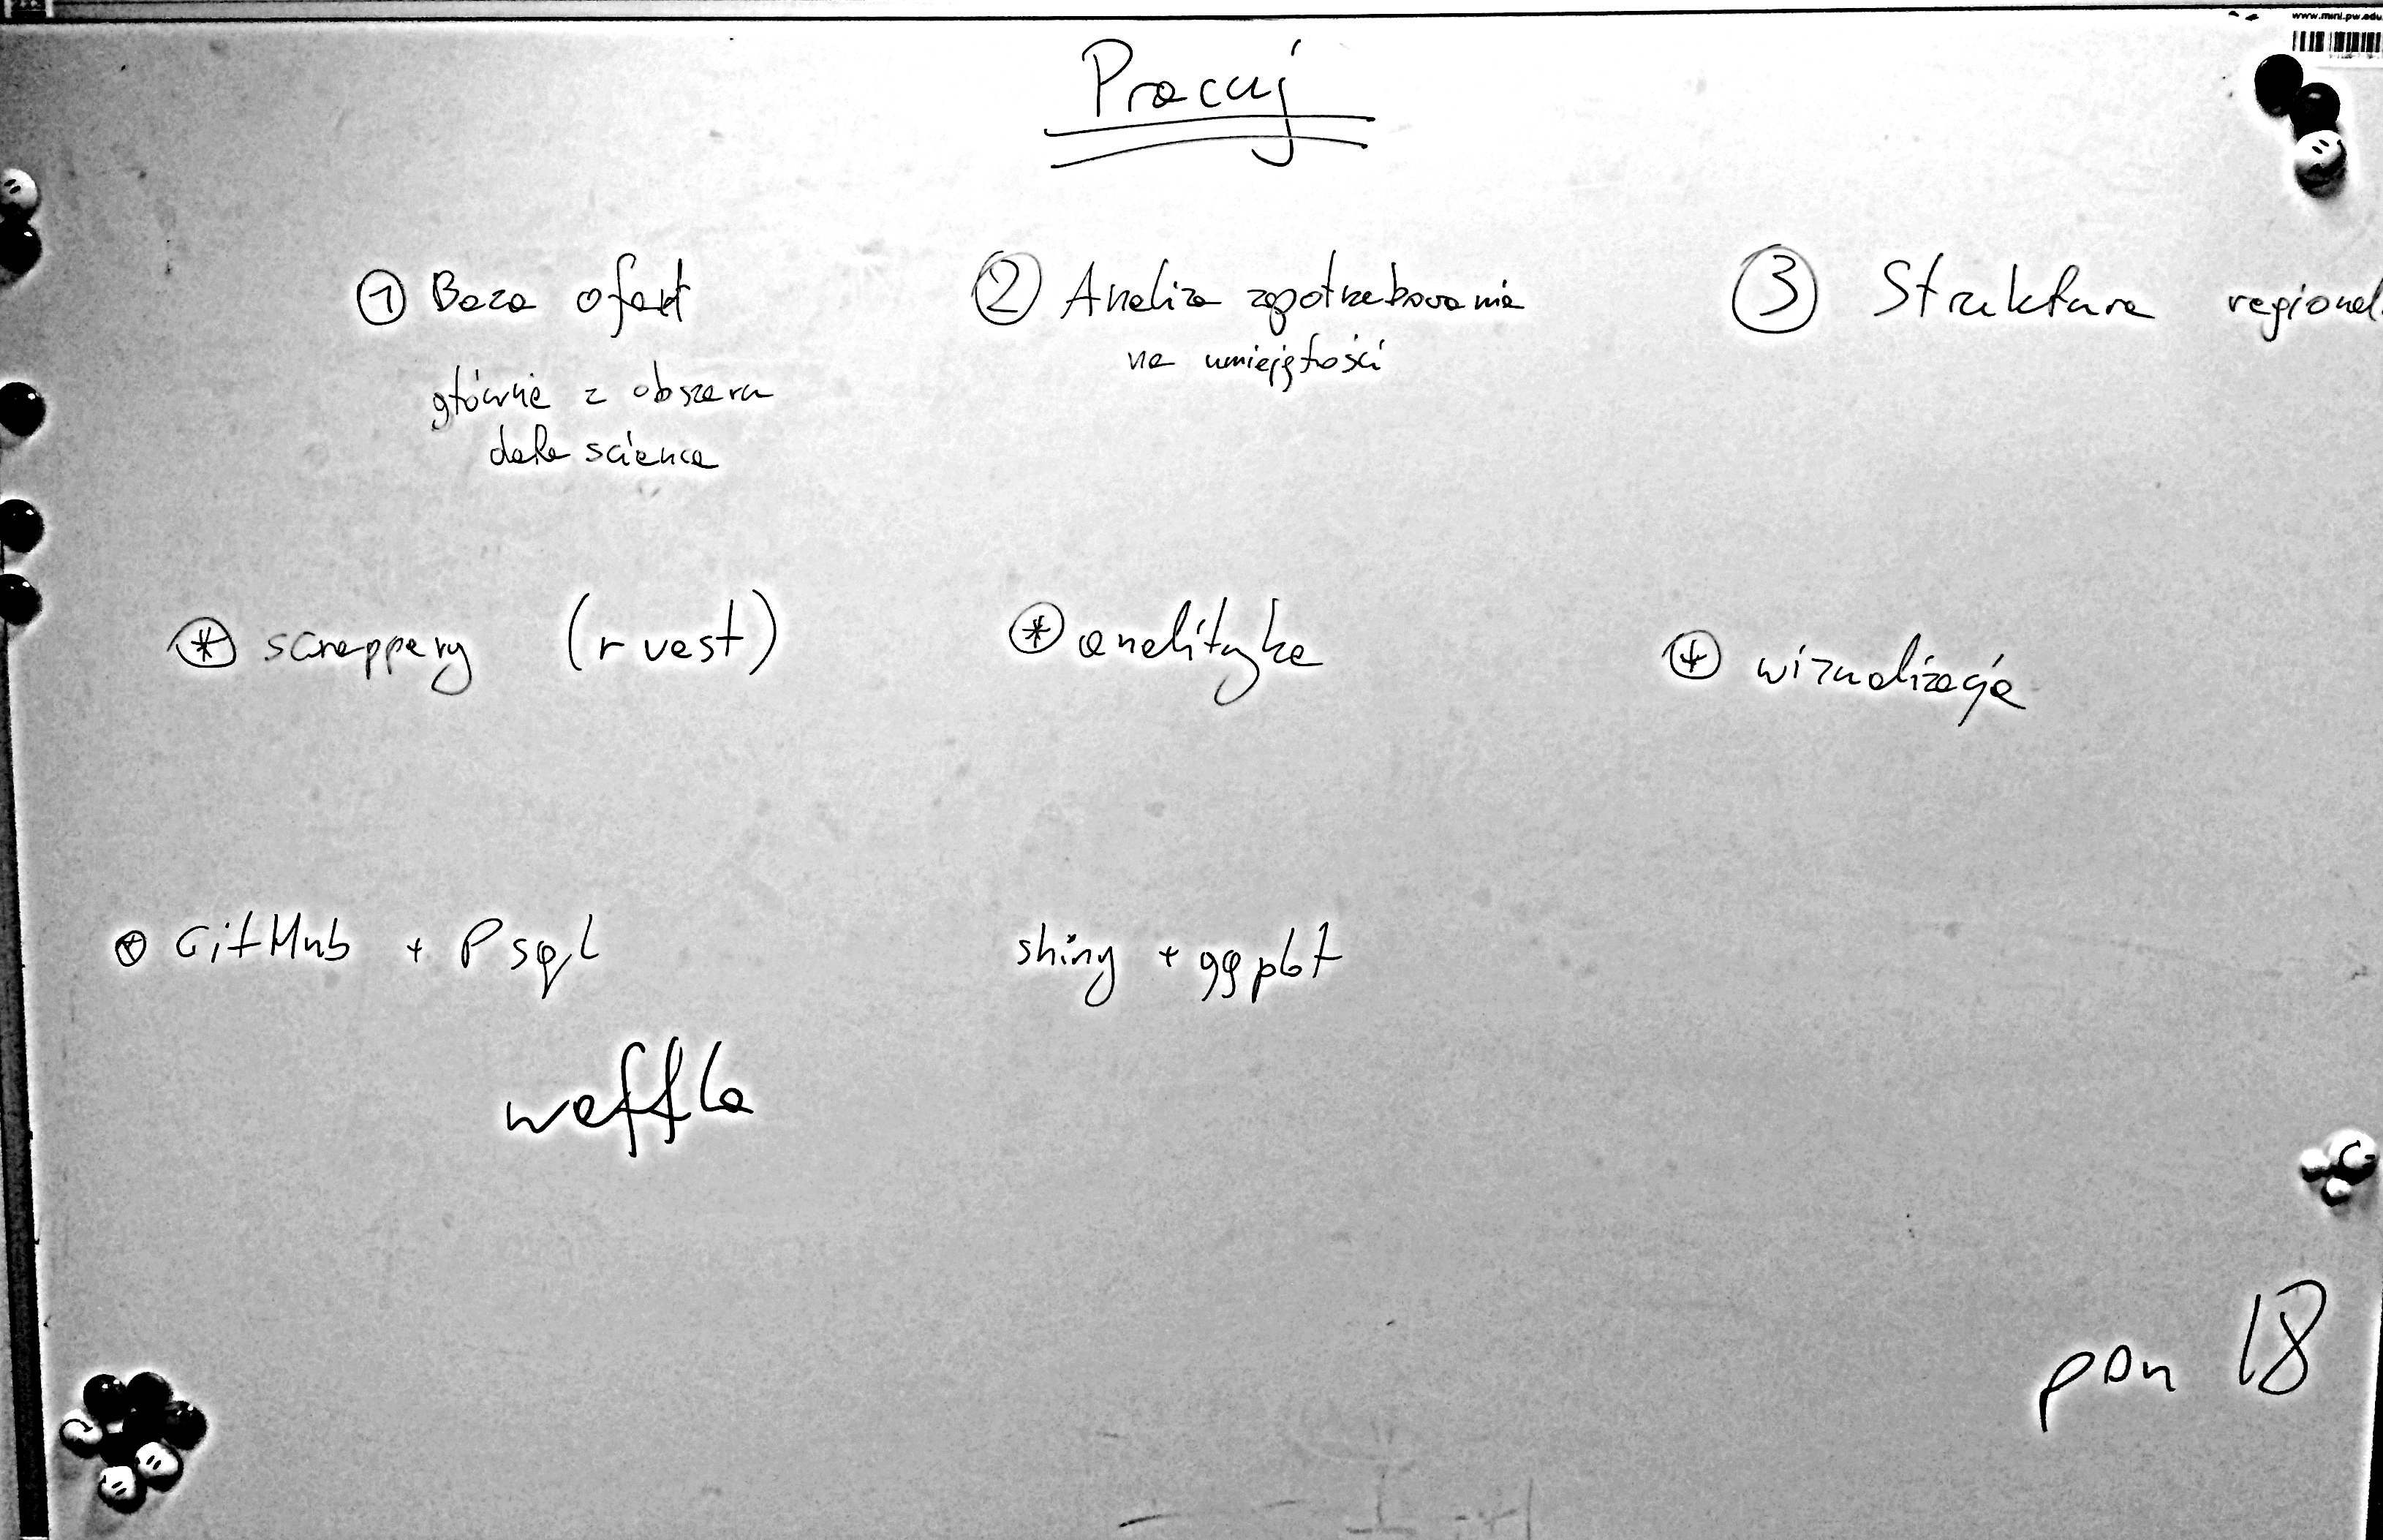 www.mini.pw.edu
Pracuj
① Baza ofert
głównie z obszaru
data science
② Analiza zapotrzebowania
na umiejętności
③ Struktura regional
* scrappery (rvest)
* analityka
* wizualizacja
* GitHub + Psql
shiny + ggplot
waffle
pon 18